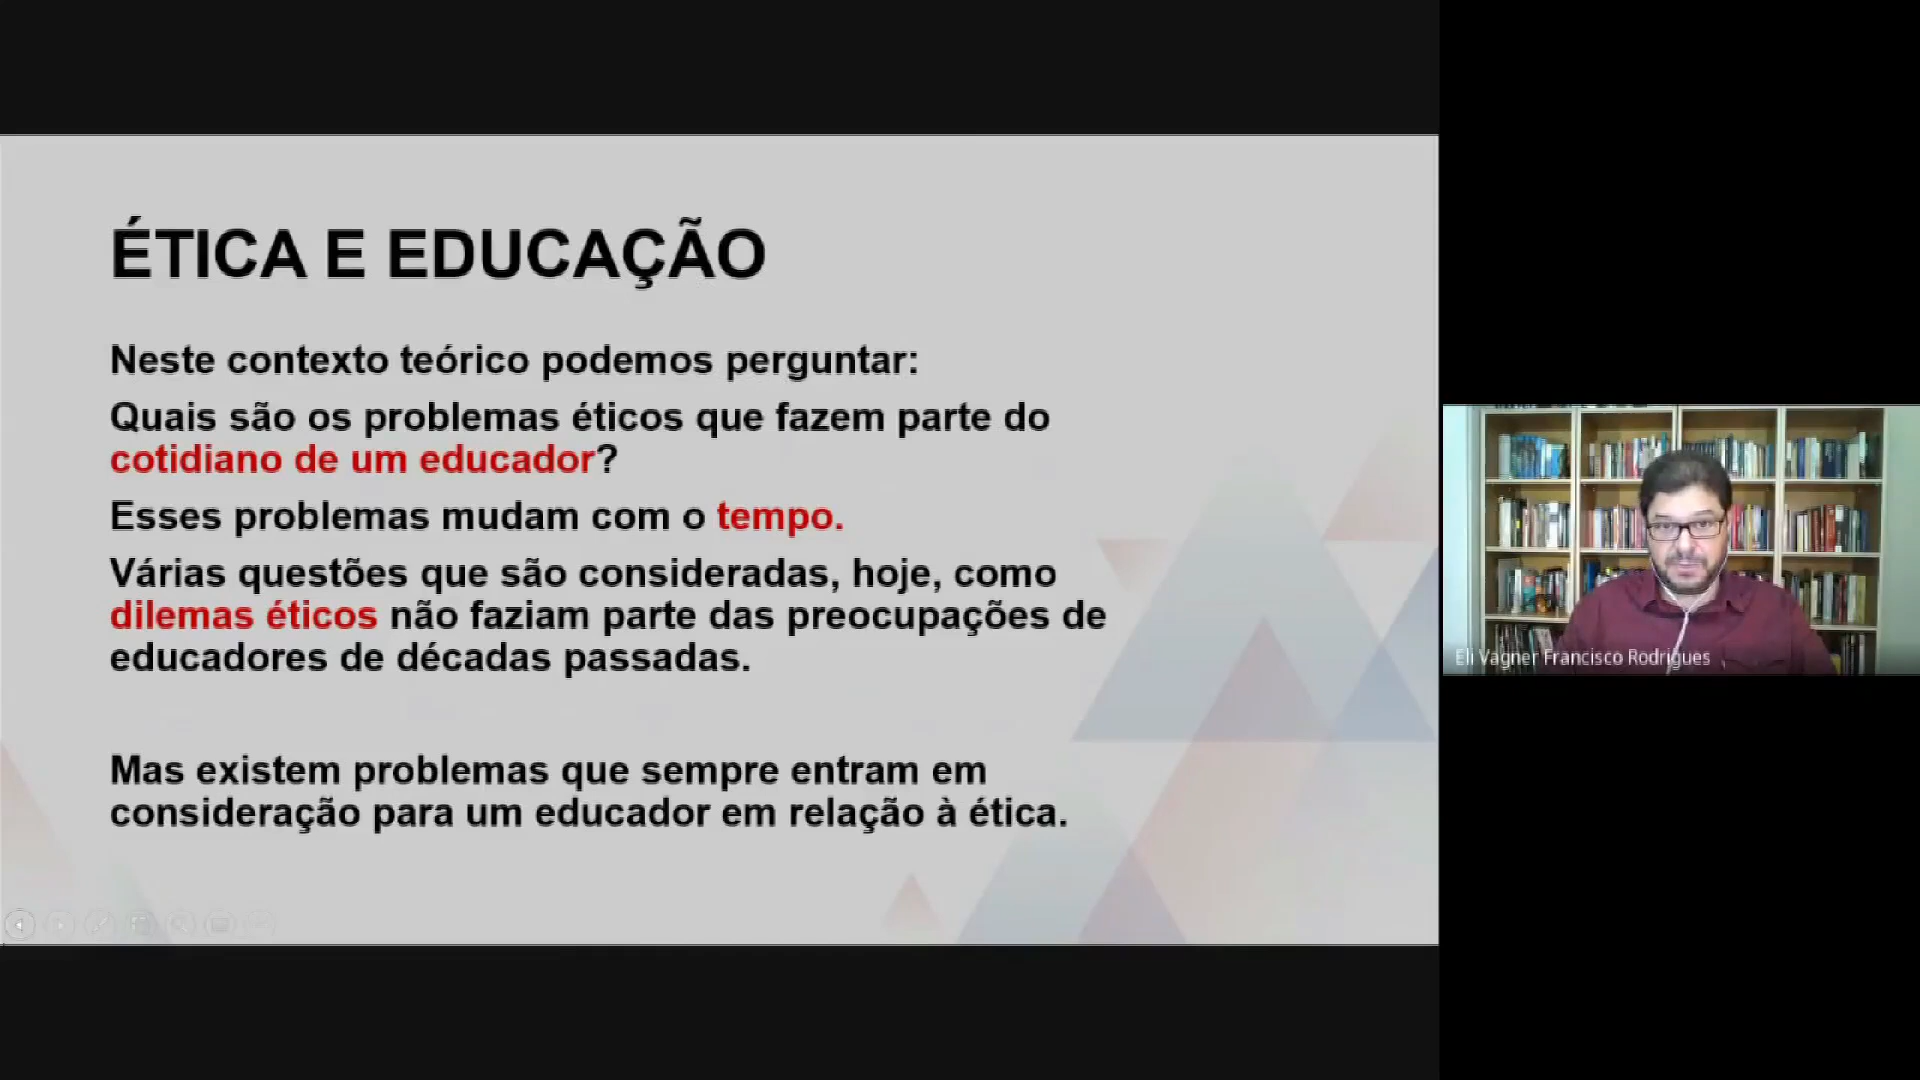 ÉTICA E EDUCAÇÃO
Neste contexto teórico podemos perguntar:
Quais são os problemas éticos que fazem parte do
cotidiano de um educador?
Esses problemas mudam com o tempo.
Várias questões que são consideradas, hoje, como
dilemas éticos não faziam parte das preocupações de
educadores de décadas passadas.
Mas existem problemas que sempre entram em
consideração para um educador em relação à ética.
Eli Vagner Francisco Rodrigues